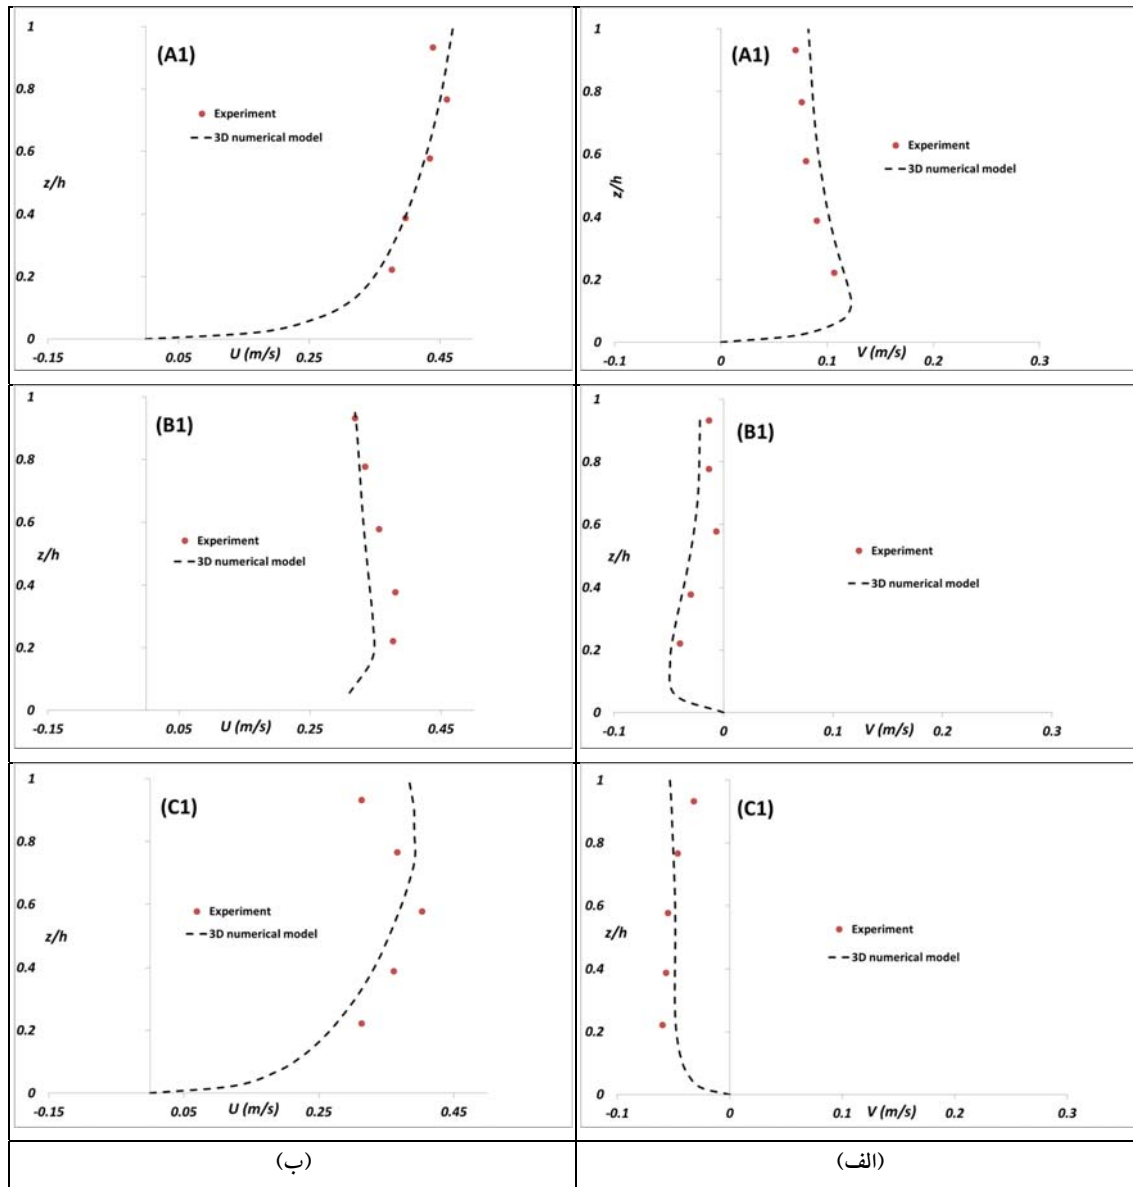 (A1)
1
0.8
0.6
z/h
0.4
0.2
0
Experiment
3D numerical model
-0.15
0.05
U (m/s)
0.25
0.45
(A1)
1
0.8
0.6
z/h
0.4
0.2
0
Experiment
3D numerical model
-0.1
0
0.1
V (m/s)
0.2
0.3
(B1)
1
0.8
0.6
z/h
0.4
0.2
0
Experiment
3D numerical model
-0.15
0.05
U (m/s)
0.25
0.45
(B1)
1
0.8
0.6
z/h
0.4
0.2
0
Experiment
3D numerical model
-0.1
0
0.1
V (m/s)
0.2
0.3
(C1)
1
0.8
0.6
z/h
0.4
0.2
0
Experiment
3D numerical model
-0.15
0.05
U (m/s)
0.25
0.45
(C1)
1
0.8
0.6
z/h
0.4
0.2
0
Experiment
3D numerical model
-0.1
0
0.1
V (m/s)
0.2
0.3
(ب)
(الف)